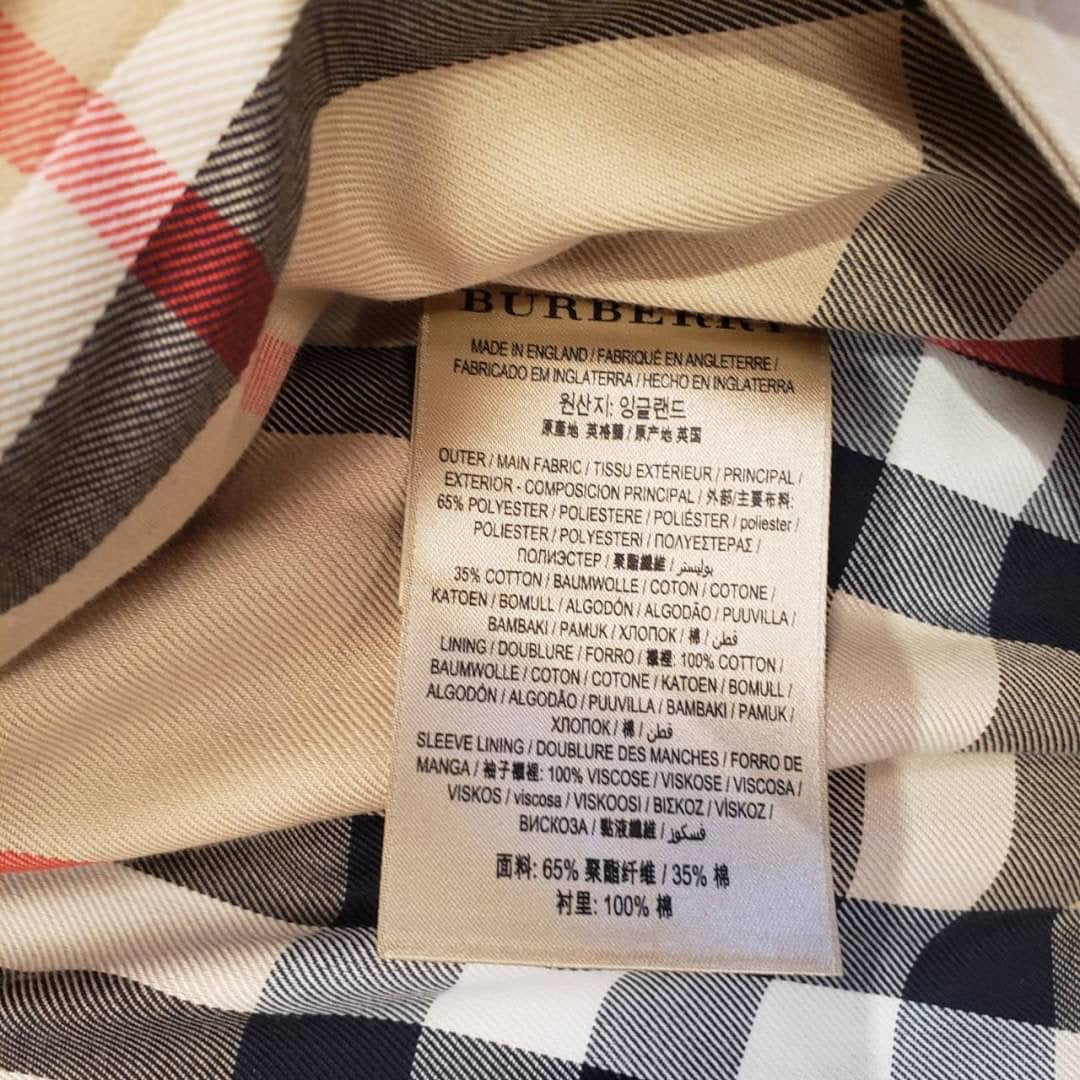 BURBERRY
MADE IN ENGLAND / FABRIQUÉ EN ANGLETERRE /
FABRICADO EM INGLATERRA / HECHO EN INGLATERRA
원산지: 잉글랜드
原產地 英格蘭 / 原产地 英国
OUTER / MAIN FABRIC / TISSU EXTÉRIEUR / PRINCIPAL /
EXTERIOR - COMPOSICION PRINCIPAL / 外部/主要布料:
65% POLYESTER / POLIESTERE / POLIÉSTER / poliester /
POLIESTER / POLYESTERI / ΠΟΛΥΕΣΤΕΡΑΣ /
ПОЛИЭСТЕР / 聚酯纖維 / بوليستر
35% COTTON / BAUMWOLLE / COTON / COTONE /
KATOEN / BOMULL / ALGODÓN / ALGODÃO / PUUVILLA /
BAMBAKI / PAMUK / ХЛОПОК / 棉 / قطن
LINING / DOUBLURE / FORRO / 襯裡: 100% COTTON /
BAUMWOLLE / COTON / COTONE / KATOEN / BOMULL /
ALGODÓN / ALGODÃO / PUUVILLA / BAMBAKI / PAMUK /
ХЛОПОК / 棉 / قطن
SLEEVE LINING / DOUBLURE DES MANCHES / FORRO DE
MANGA / 袖子襯裡: 100% VISCOSE / VISKOSE / VISCOSA /
VISKOS / viscosa / VISKOOSI / ΒΙΣΚΟΖ / VİSKOZ /
ВИСКОЗА / 黏液纖維 / فسكوز
面料: 65% 聚酯纤维 / 35% 棉
衬里: 100% 棉